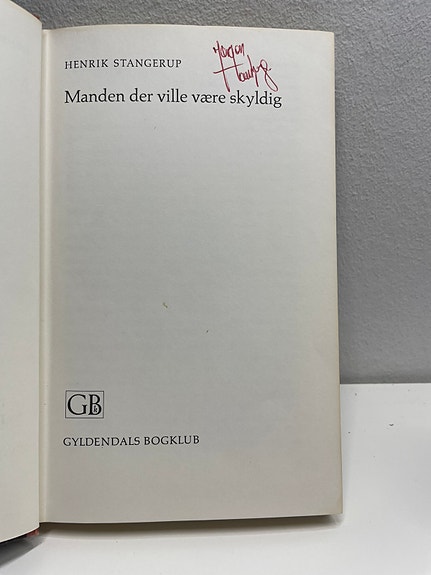 HENRIK STANGERUP
Manden der ville være skyldig
GB
GYLDENDALS BOGKLUB